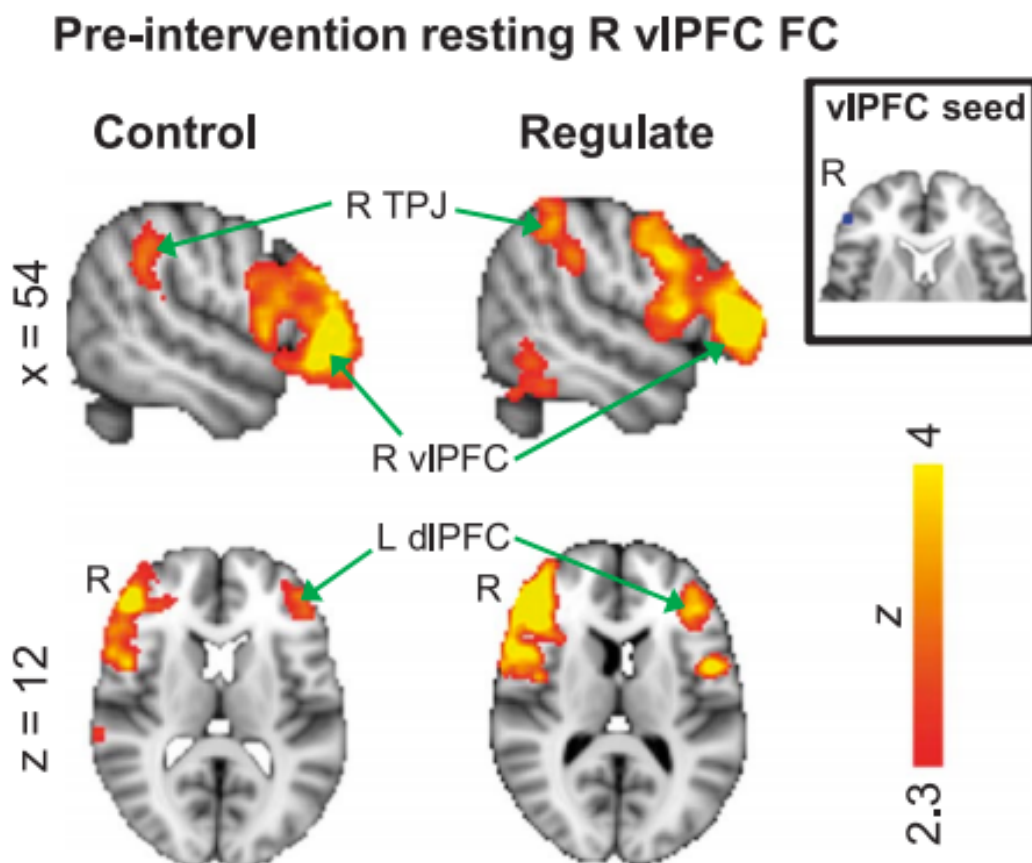 Pre-intervention resting R vlPFC FC
Control
Regulate
vlPFC seed
R
R TPJ
x = 54
R vlPFC
4
z
2.3
L dlPFC
R
R
z = 12